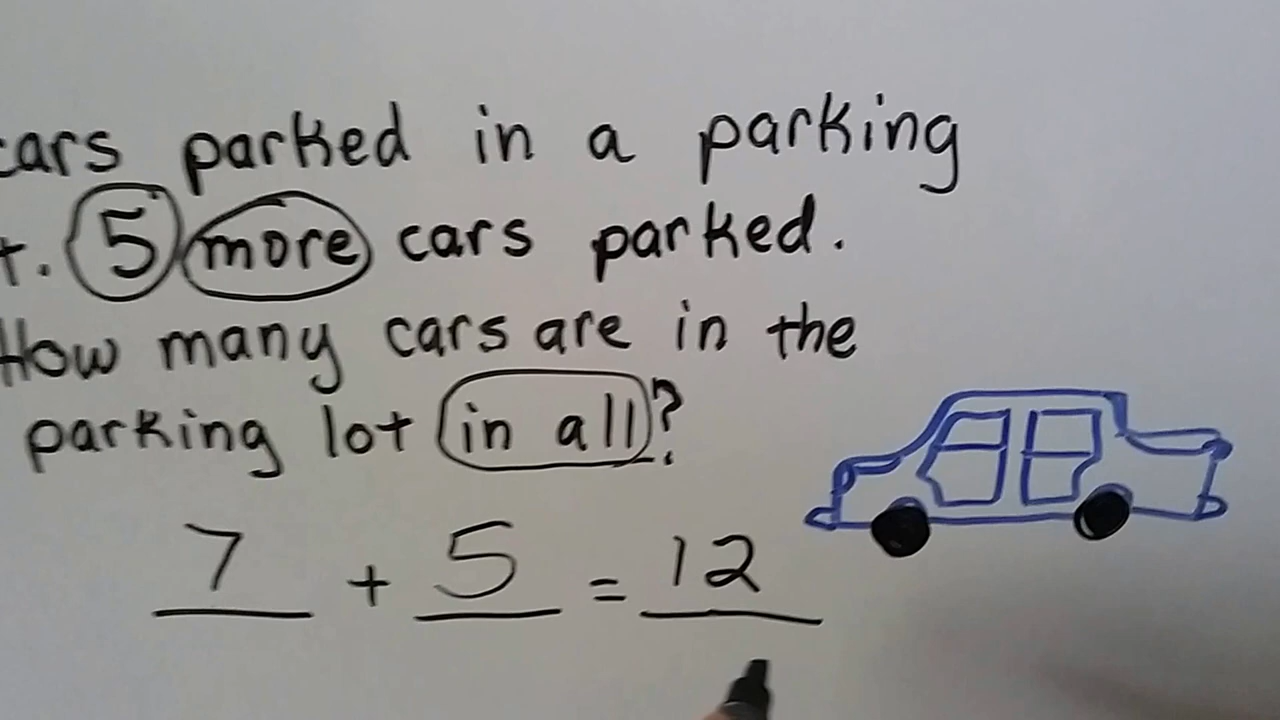 cars parked in a parking
t. 5 more cars parked.
How many cars are in the
parking lot in all?
7 + 5 = 12